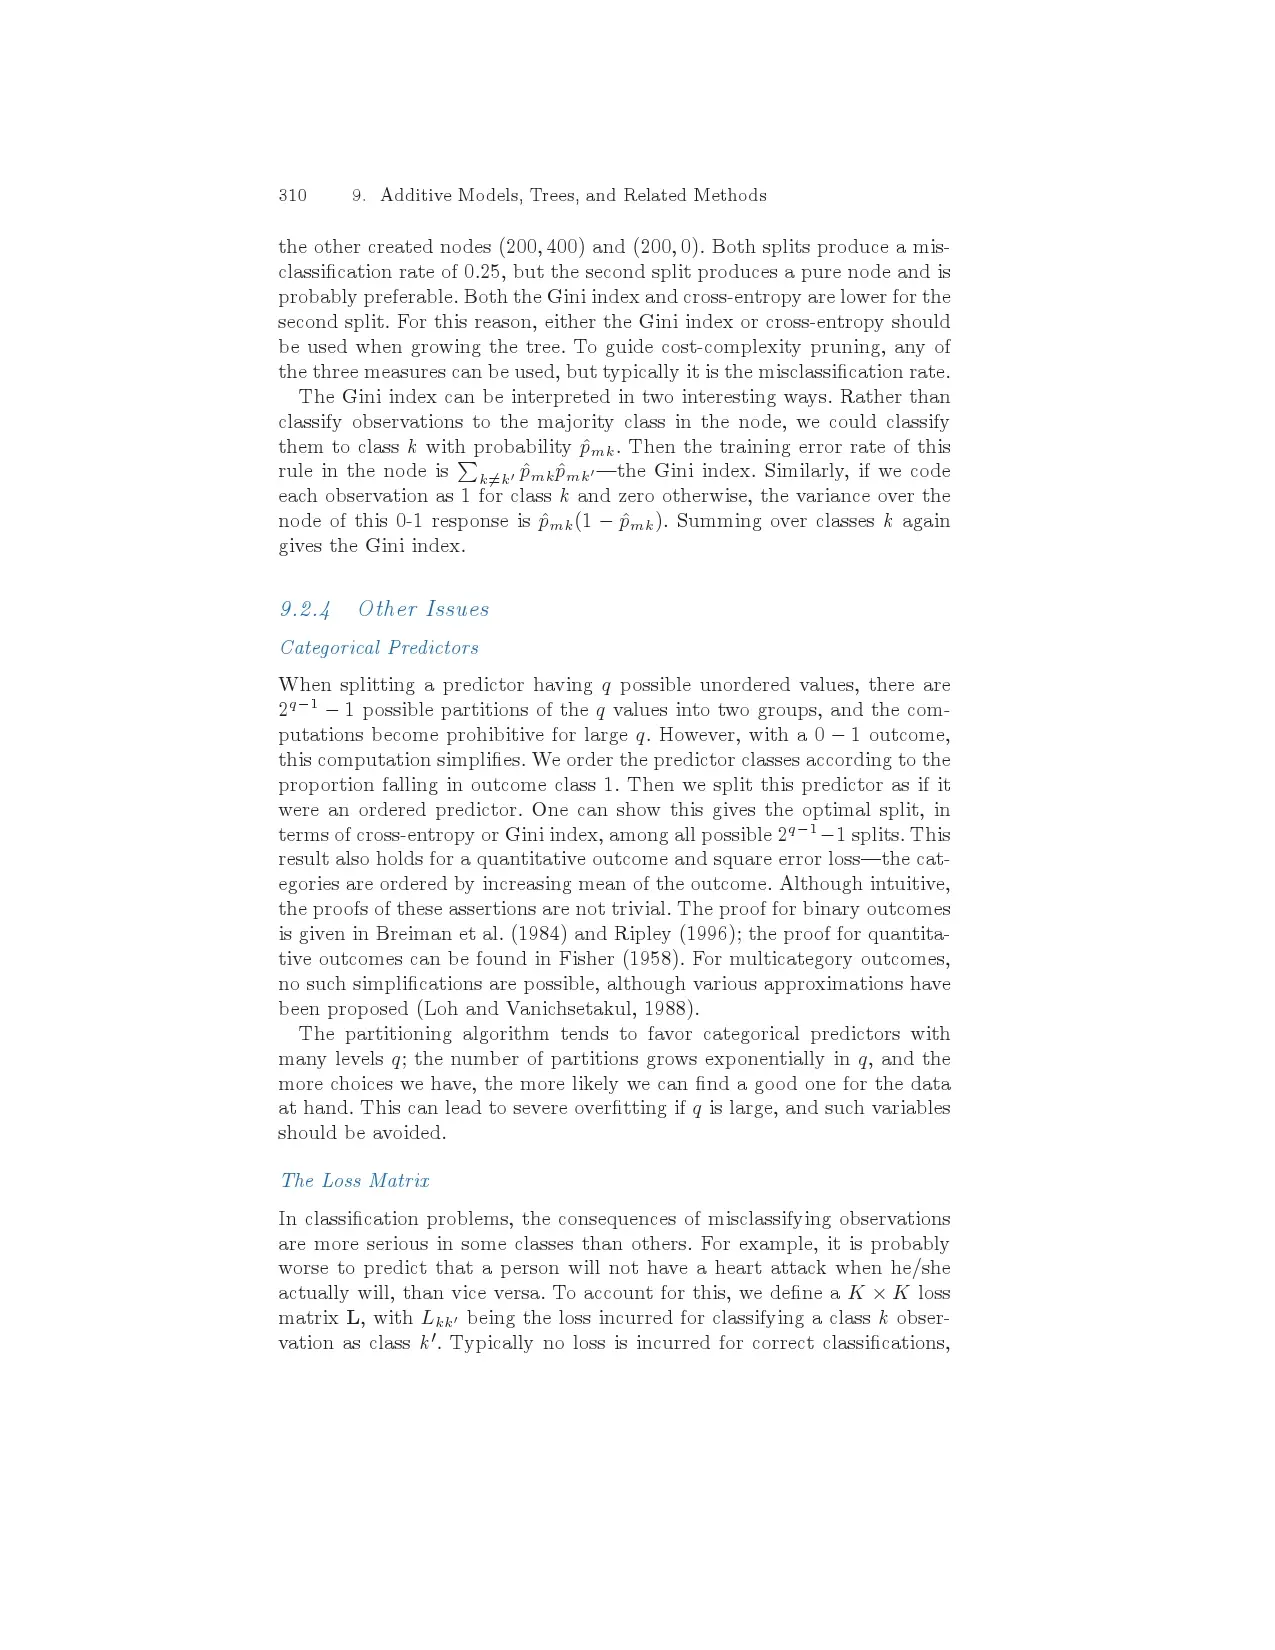 310 9. Additive Models, Trees, and Related Methods
the other created nodes (200, 400) and (200, 0). Both splits produce a mis-
classification rate of 0.25, but the second split produces a pure node and is
probably preferable. Both the Gini index and cross-entropy are lower for the
second split. For this reason, either the Gini index or cross-entropy should
be used when growing the tree. To guide cost-complexity pruning, any of
the three measures can be used, but typically it is the misclassification rate.
The Gini index can be interpreted in two interesting ways. Rather than
classify observations to the majority class in the node, we could classify
them to class k with probability p̂_{mk}. Then the training error rate of this
rule in the node is ∑_{k≠k′} p̂_{mk}p̂_{mk′}—the Gini index. Similarly, if we code
each observation as 1 for class k and zero otherwise, the variance over the
node of this 0-1 response is p̂_{mk}(1 − p̂_{mk}). Summing over classes k again
gives the Gini index.
9.2.4 Other Issues
Categorical Predictors
When splitting a predictor having q possible unordered values, there are
2^{q−1} − 1 possible partitions of the q values into two groups, and the com-
putations become prohibitive for large q. However, with a 0 − 1 outcome,
this computation simplifies. We order the predictor classes according to the
proportion falling in outcome class 1. Then we split this predictor as if it
were an ordered predictor. One can show this gives the optimal split, in
terms of cross-entropy or Gini index, among all possible 2^{q−1}−1 splits. This
result also holds for a quantitative outcome and square error loss—the cat-
egories are ordered by increasing mean of the outcome. Although intuitive,
the proofs of these assertions are not trivial. The proof for binary outcomes
is given in Breiman et al. (1984) and Ripley (1996); the proof for quantita-
tive outcomes can be found in Fisher (1958). For multicategory outcomes,
no such simplifications are possible, although various approximations have
been proposed (Loh and Vanichsetakul, 1988).
The partitioning algorithm tends to favor categorical predictors with
many levels q; the number of partitions grows exponentially in q, and the
more choices we have, the more likely we can find a good one for the data
at hand. This can lead to severe overfitting if q is large, and such variables
should be avoided.
The Loss Matrix
In classification problems, the consequences of misclassifying observations
are more serious in some classes than others. For example, it is probably
worse to predict that a person will not have a heart attack when he/she
actually will, than vice versa. To account for this, we define a K × K loss
matrix L, with L_{kk′} being the loss incurred for classifying a class k obser-
vation as class k′. Typically no loss is incurred for correct classifications,